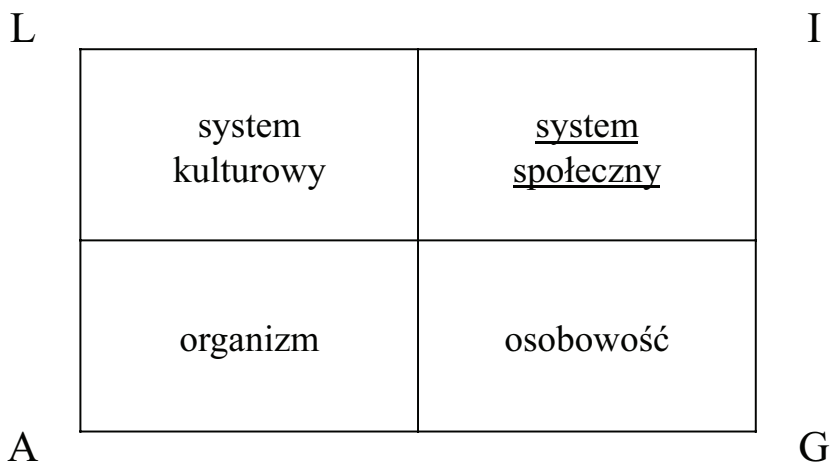 L
I
system
kulturowy
system
społeczny
organizm
osobowość
A
G